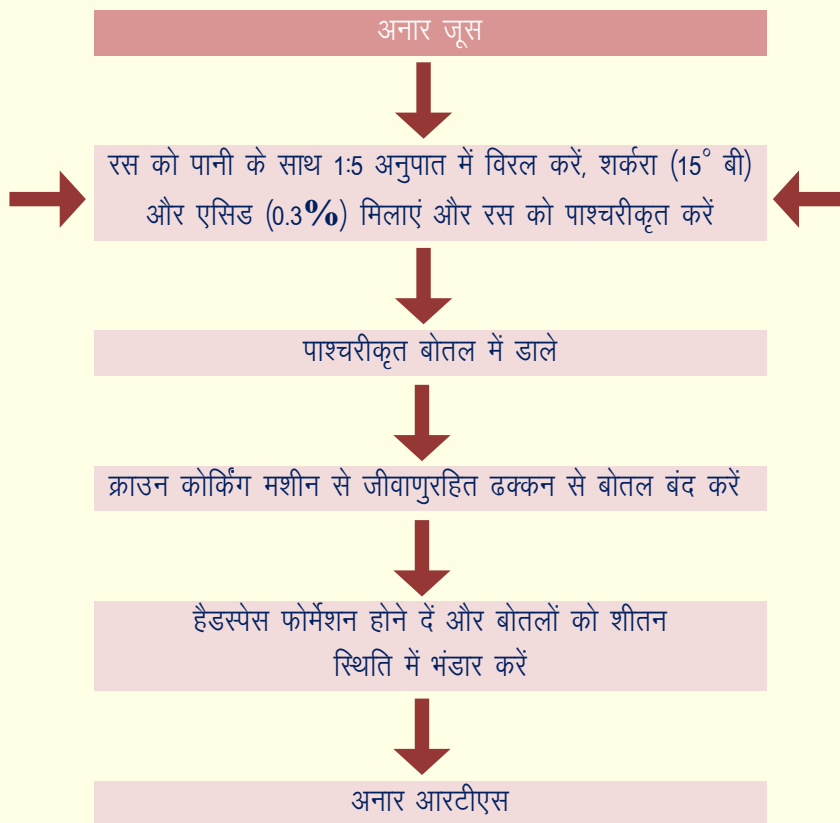 अनार जूस
रस को पानी के साथ 1:5 अनुपात में विरल करें, शर्करा (15° बी)
और एसिड (0.3%) मिलाएं और रस को पाश्चरीकृत करें
पाश्चरीकृत बोतल में डाले
क्राउन कोर्किंग मशीन से जीवाणुरहित ढक्कन से बोतल बंद करें
हैडस्पेस फोर्मेशन होने दें और बोतलों को शीतन
स्थिति में भंडार करें
अनार आरटीएस